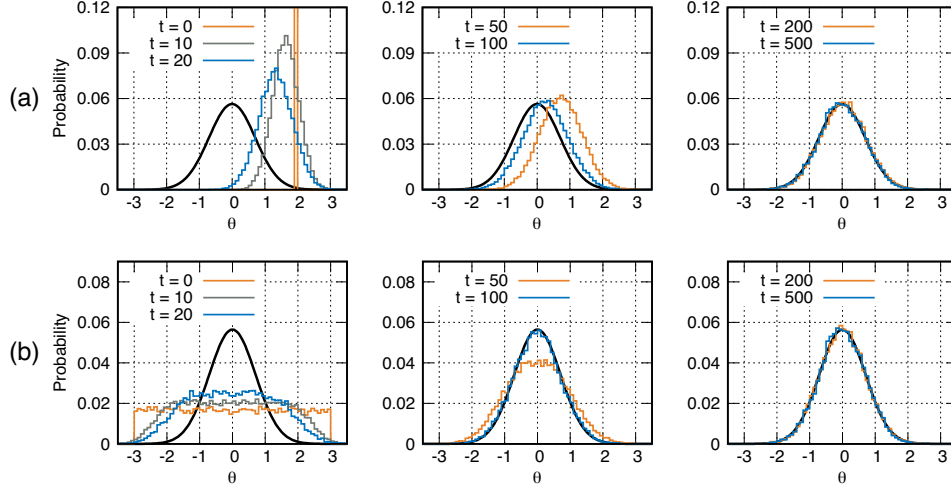 (a)
Probability
0.12
0.09
0.06
0.03
0
t = 0
t = 10
t = 20
-3 -2 -1 0 1 2 3
θ
0.12
0.09
0.06
0.03
0
t = 50
t = 100
-3 -2 -1 0 1 2 3
θ
0.12
0.09
0.06
0.03
0
t = 200
t = 500
-3 -2 -1 0 1 2 3
θ
(b)
Probability
0.08
0.06
0.04
0.02
0
t = 0
t = 10
t = 20
-3 -2 -1 0 1 2 3
θ
0.08
0.06
0.04
0.02
0
t = 50
t = 100
-3 -2 -1 0 1 2 3
θ
0.08
0.06
0.04
0.02
0
t = 200
t = 500
-3 -2 -1 0 1 2 3
θ